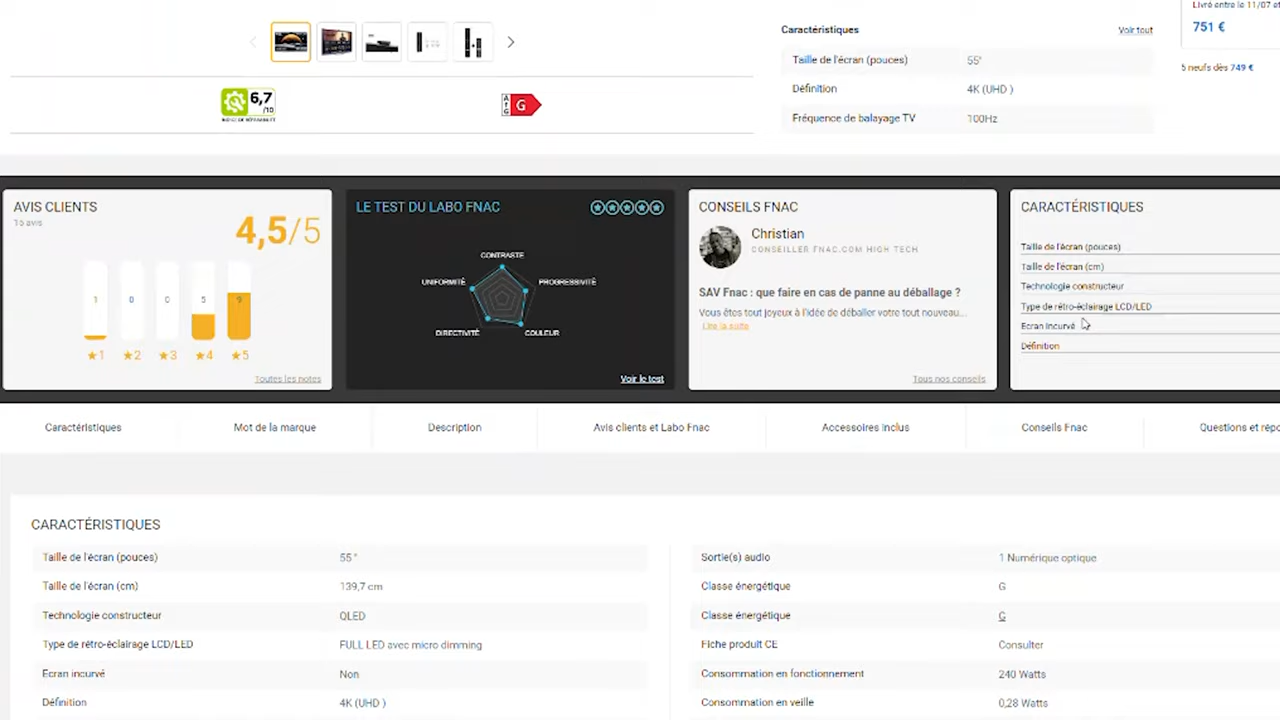 Livré entre le 11/07 et
751 €
5 neufs dès 749 €
Caractéristiques
Voir tout
Taille de l'écran (pouces)
55"
Définition
4K (UHD )
Fréquence de balayage TV
100Hz
6,7
/10
INDICE DE RÉPARABILITÉ
A
G
G
AVIS CLIENTS
4,5/5
1
0
0
5
9
★1
★2
★3
★4
★5
Toutes les notes
LE TEST DU LABO FNAC
CONTRASTE
UNIFORMITÉ
PROGRESSIVITÉ
DIRECTIVITÉ
COULEUR
Voir le test
CONSEILS FNAC
Christian
CONSEILLER FNAC.COM HIGH TECH
SAV Fnac : que faire en cas de panne au déballage ?
Vous êtes tout joyeux à l'idée de déballer votre tout nouveau...
Lire la suite
Tous nos conseils
CARACTÉRISTIQUES
Taille de l'écran (pouces)
Taille de l'écran (cm)
Technologie constructeur
Type de rétro-éclairage LCD/LED
Ecran incurvé
Définition
Caractéristiques
Mot de la marque
Description
Avis clients et Labo Fnac
Accessoires inclus
Conseils Fnac
Questions et répo
CARACTÉRISTIQUES
Taille de l'écran (pouces)
55 "
Taille de l'écran (cm)
139,7 cm
Technologie constructeur
QLED
Type de rétro-éclairage LCD/LED
FULL LED avec micro dimming
Ecran incurvé
Non
Définition
4K (UHD )
Sortie(s) audio
1 Numérique optique
Classe énergétique
G
Classe énergétique
G
Fiche produit CE
Consulter
Consommation en fonctionnement
240 Watts
Consommation en veille
0,28 Watts